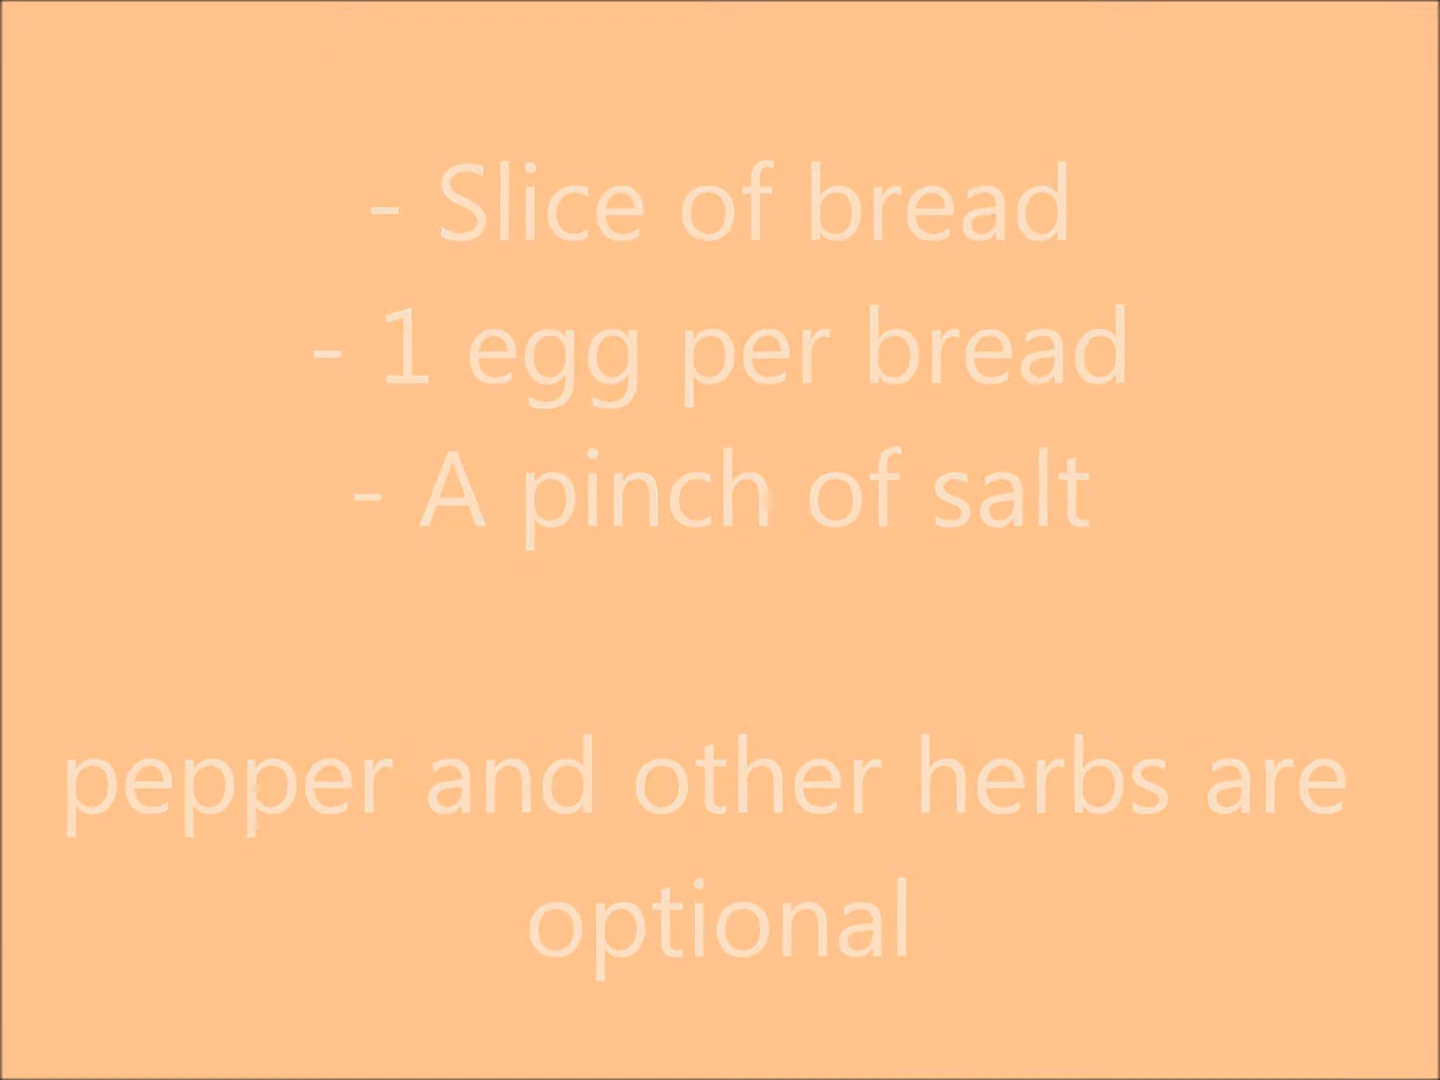 - Slice of bread
- 1 egg per bread
- A pinch of salt
pepper and other herbs are
optional